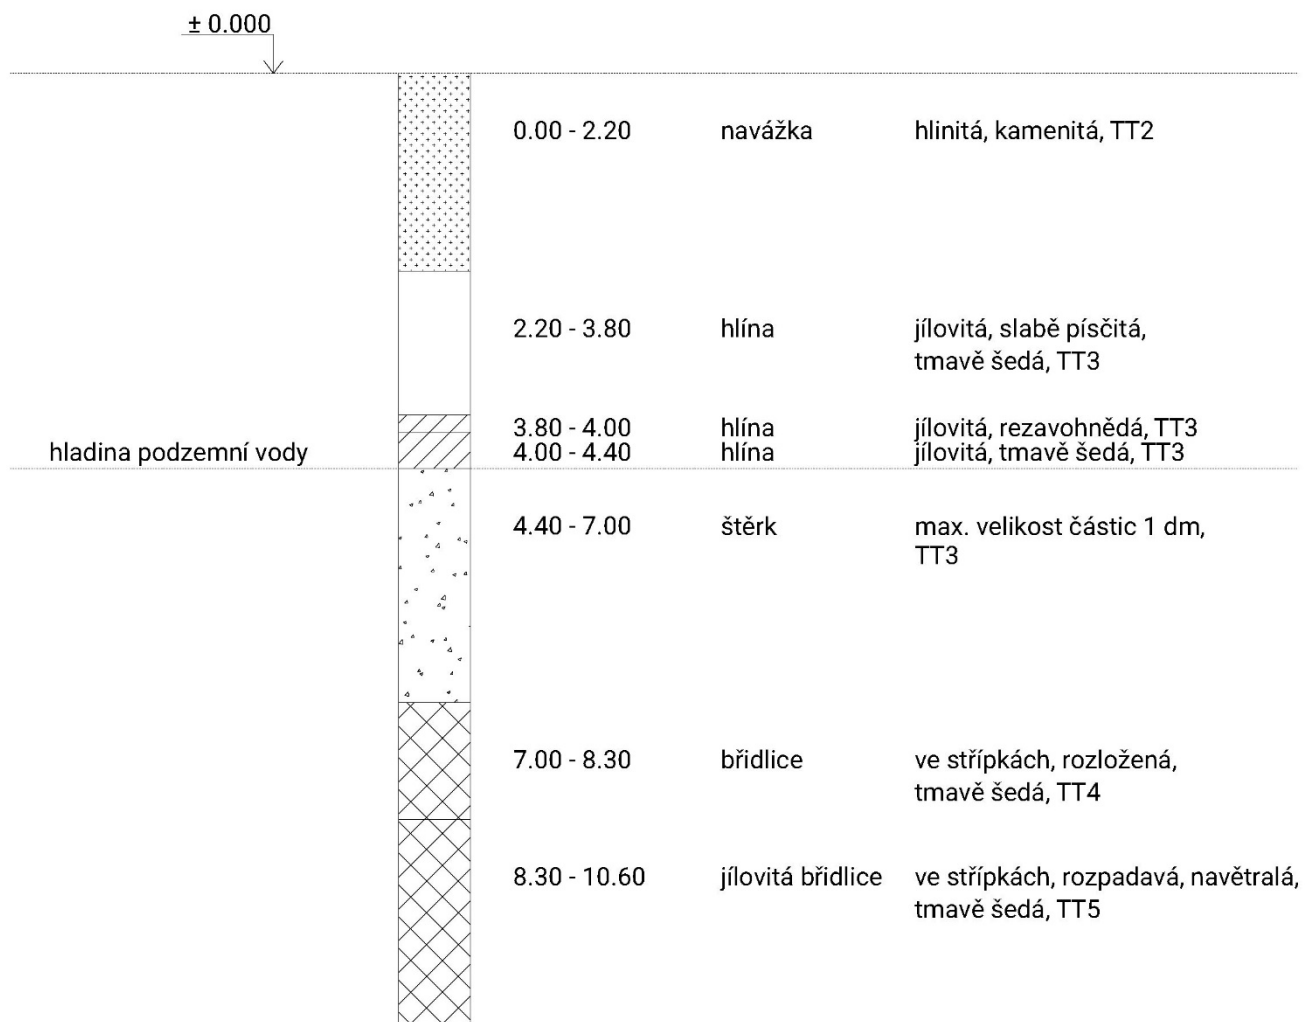 ± 0.000
0.00 - 2.20 navážka hlinitá, kamenitá, TT2
2.20 - 3.80 hlína jílovitá, slabě písčitá,
tmavě šedá, TT3
3.80 - 4.00 hlína jílovitá, rezavohnědá, TT3
hladina podzemní vody 4.00 - 4.40 hlína jílovitá, tmavě šedá, TT3
4.40 - 7.00 štěrk max. velikost částic 1 dm,
TT3
7.00 - 8.30 břidlice ve střípkách, rozložená,
tmavě šedá, TT4
8.30 - 10.60 jílovitá břidlice ve střípkách, rozpadavá, navětralá,
tmavě šedá, TT5